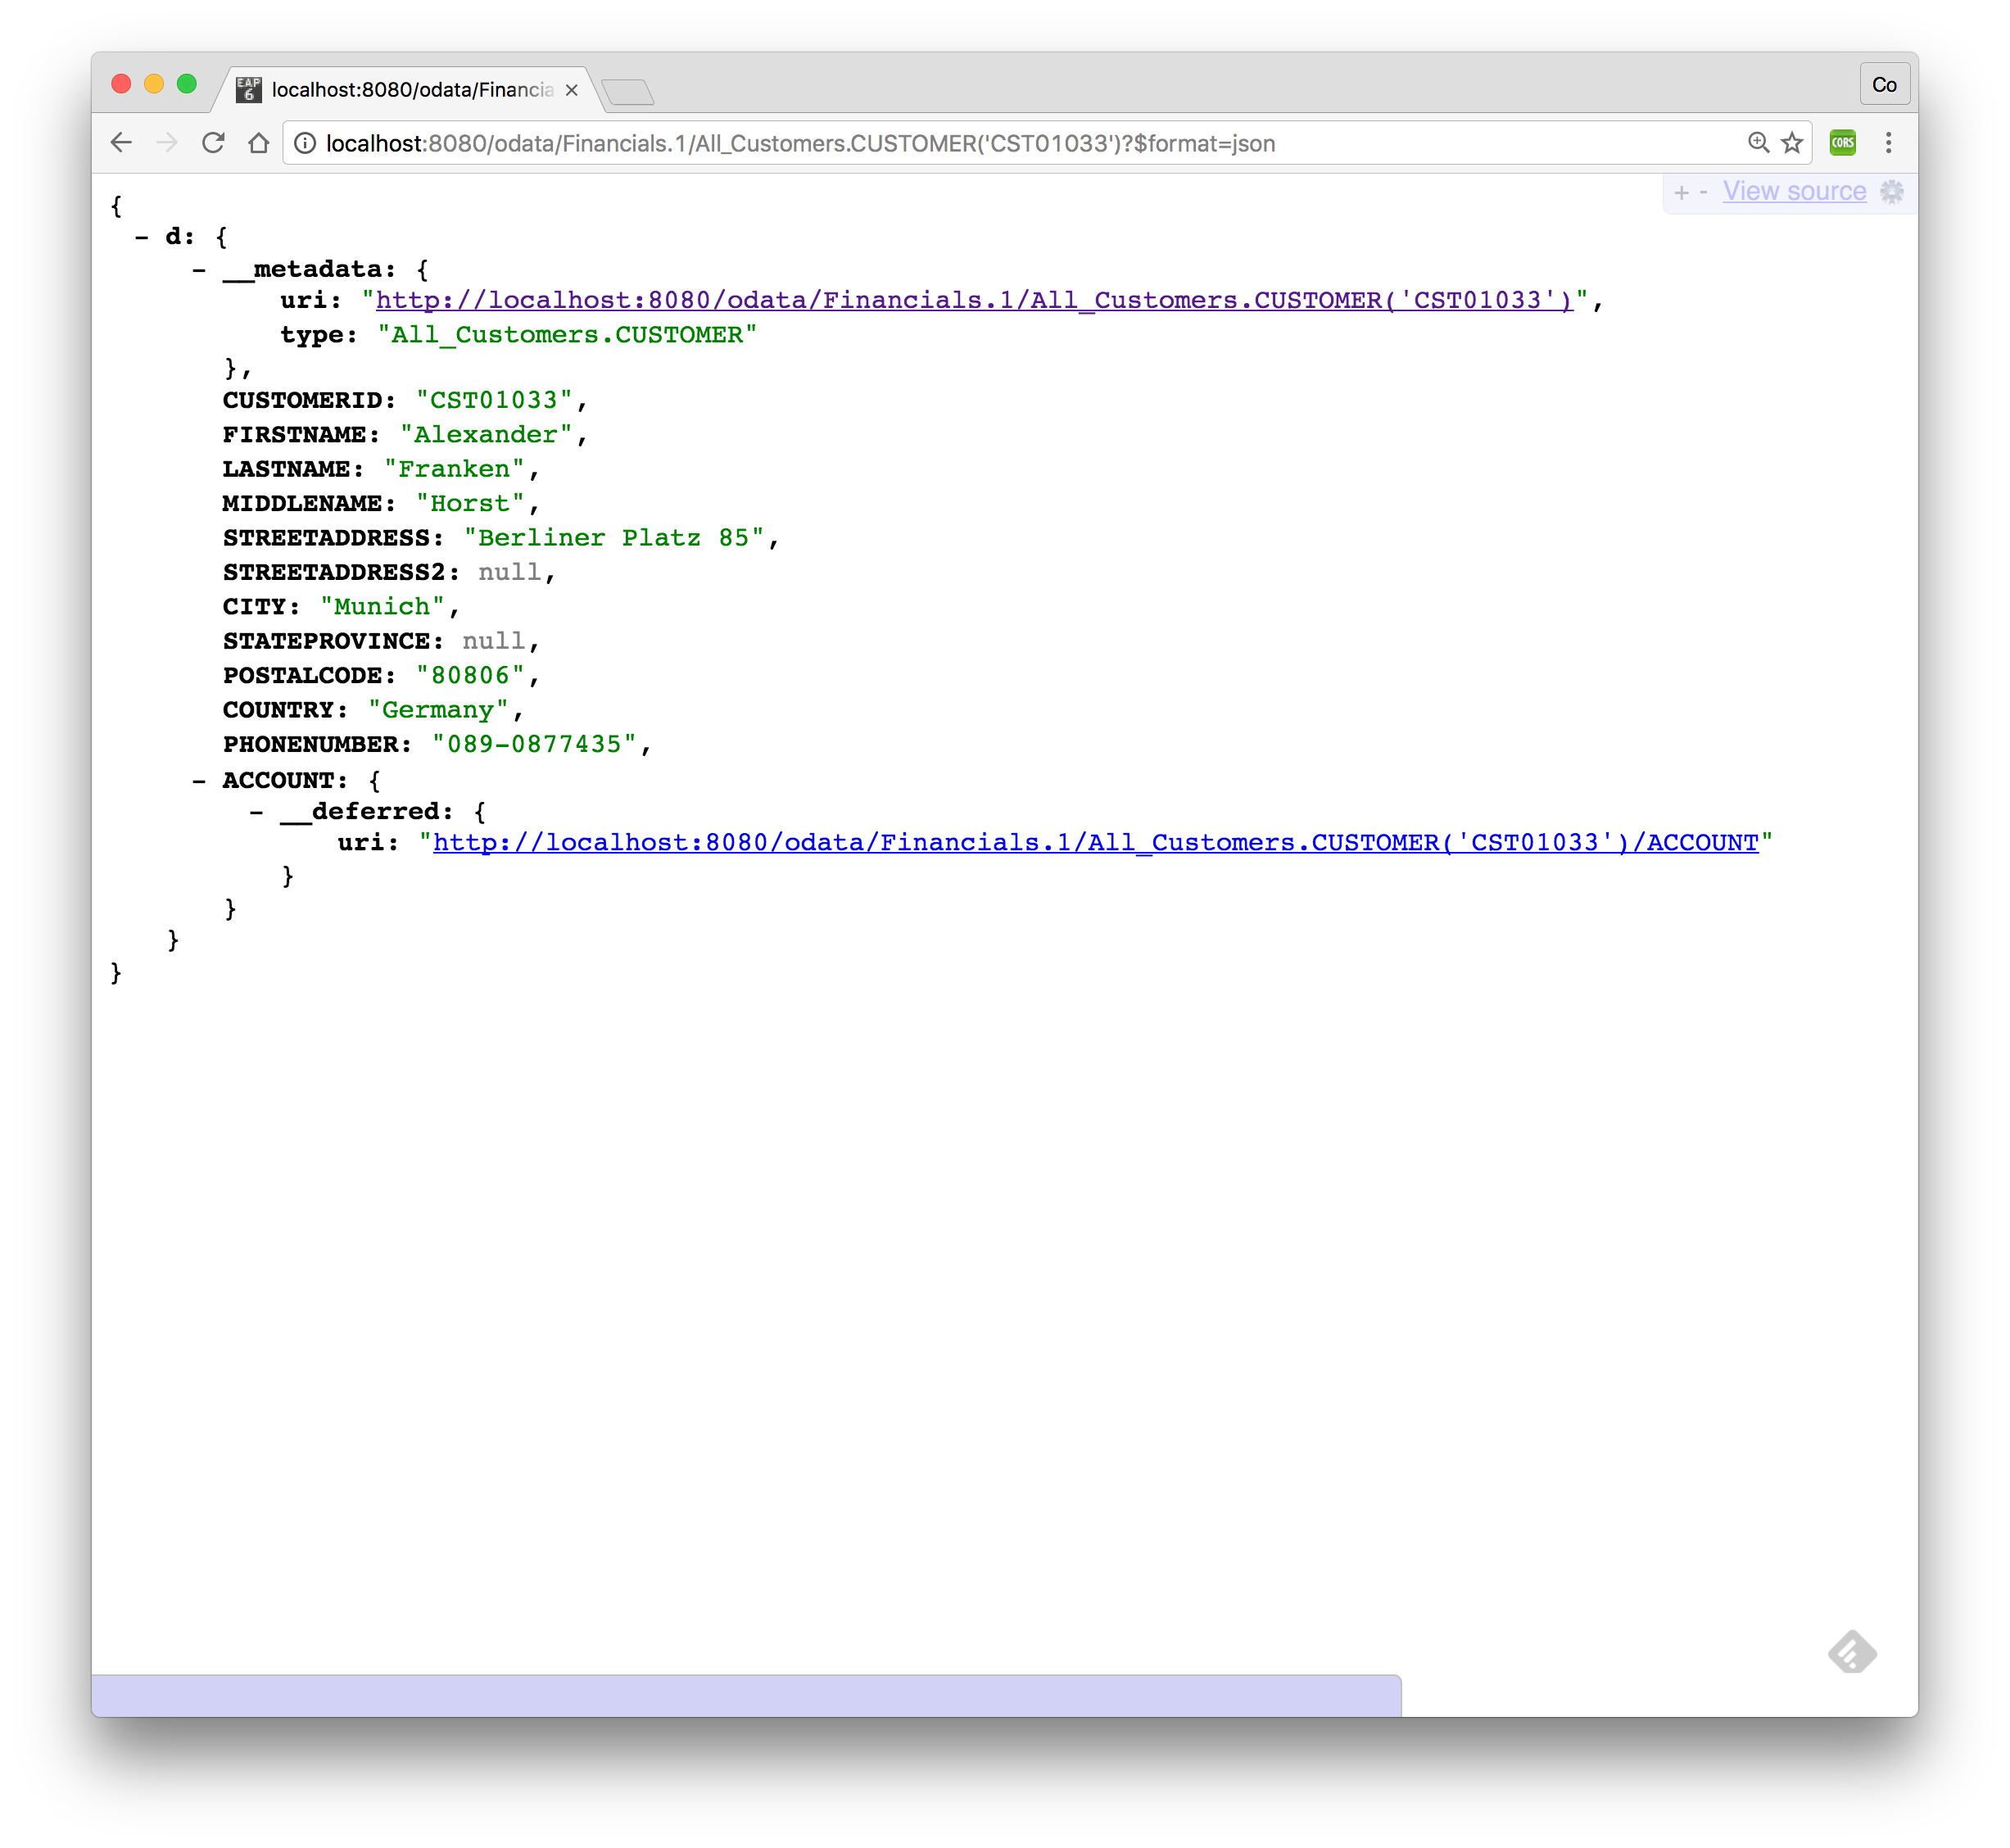 EAP
6
localhost:8080/odata/Financia
Co
localhost:8080/odata/Financials.1/All_Customers.CUSTOMER('CST01033')?$format=json
CORS
+ - View source
{
- d: {
- __metadata: {
uri: "http://localhost:8080/odata/Financials.1/All_Customers.CUSTOMER('CST01033')",
type: "All_Customers.CUSTOMER"
},
CUSTOMERID: "CST01033",
FIRSTNAME: "Alexander",
LASTNAME: "Franken",
MIDDLENAME: "Horst",
STREETADDRESS: "Berliner Platz 85",
STREETADDRESS2: null,
CITY: "Munich",
STATEPROVINCE: null,
POSTALCODE: "80806",
COUNTRY: "Germany",
PHONENUMBER: "089-0877435",
- ACCOUNT: {
- __deferred: {
uri: "http://localhost:8080/odata/Financials.1/All_Customers.CUSTOMER('CST01033')/ACCOUNT"
}
}
}
}